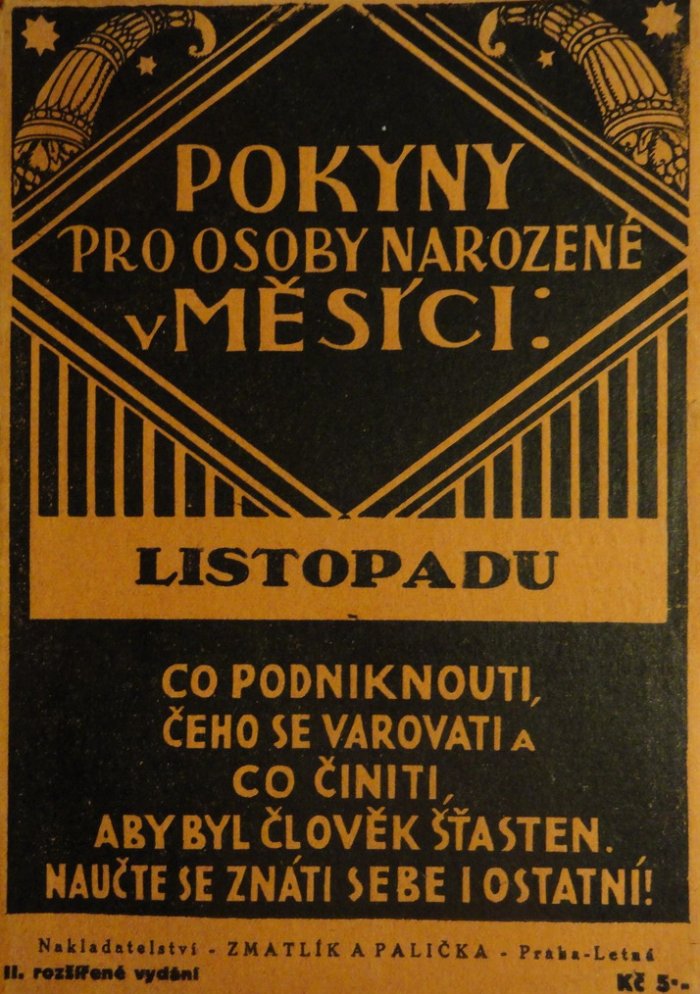 POKYNY
PRO OSOBY NAROZENÉ
v MĚSÍCI:
LISTOPADU
CO PODNIKNOUTI,
ČEHO SE VAROVATI A
CO ČINITI,
ABY BYL ČLOVĚK ŠŤASTEN.
NAUČTE SE ZNÁTI SEBE I OSTATNÍ!
Nakladatelství - ZMATLÍK A PALIČKA - Praha-Letná
II. rozšířené vydání
Kč 5·-